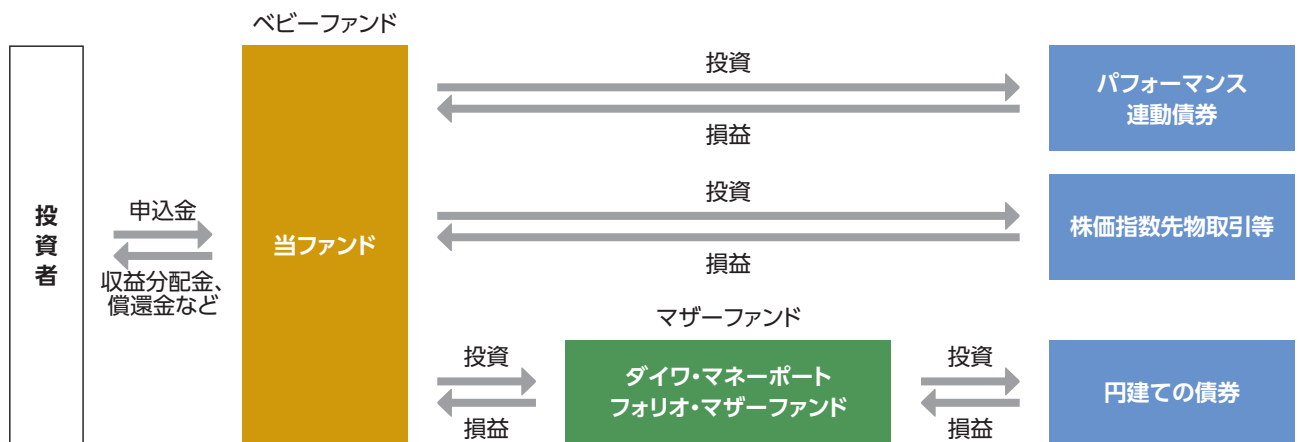 ベビーファンド
投資者
申込金
収益分配金、
償還金など
当ファンド
投資
損益
パフォーマンス
連動債券
投資
損益
株価指数先物取引等
マザーファンド
投資
損益
ダイワ・マネーポート
フォリオ・マザーファンド
投資
損益
円建ての債券